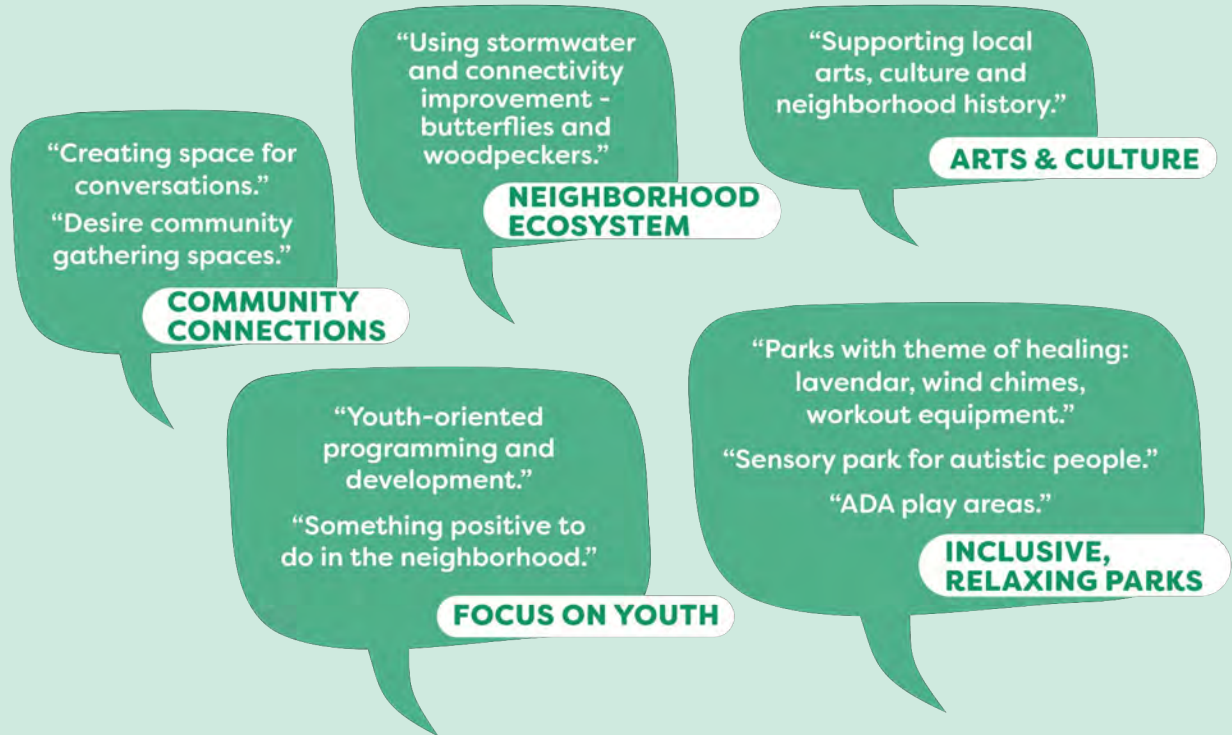 “Creating space for
conversations.”
“Desire community
gathering spaces.”
COMMUNITY
CONNECTIONS
“Using stormwater
and connectivity
improvement -
butterflies and
woodpeckers.”
NEIGHBORHOOD
ECOSYSTEM
“Supporting local
arts, culture and
neighborhood history.”
ARTS & CULTURE
“Youth-oriented
programming and
development.”
“Something positive to
do in the neighborhood.”
FOCUS ON YOUTH
“Parks with theme of healing:
lavendar, wind chimes,
workout equipment.”
“Sensory park for autistic people.”
“ADA play areas.”
INCLUSIVE,
RELAXING PARKS